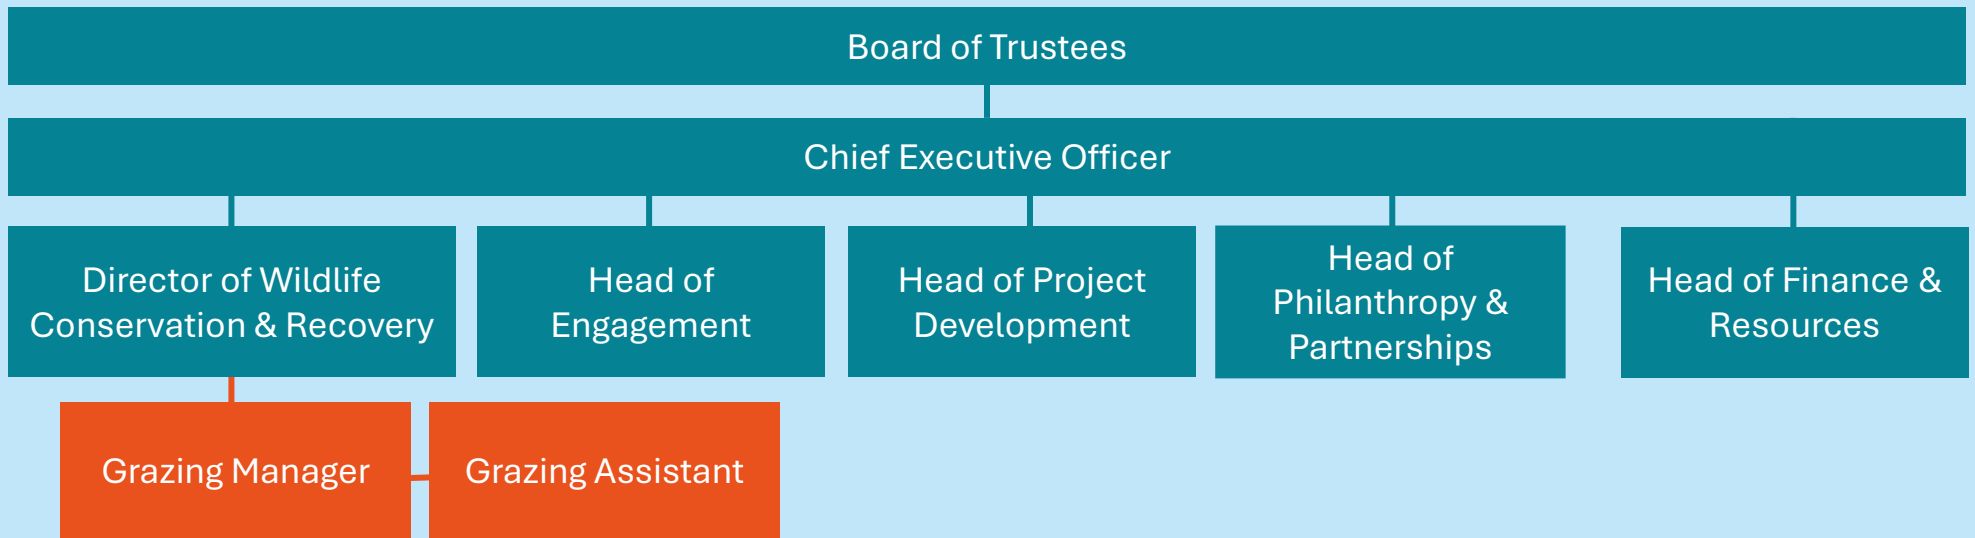 Board of Trustees
Chief Executive Officer
Director of Wildlife
Conservation & Recovery
Head of
Engagement
Head of Project
Development
Head of
Philanthropy &
Partnerships
Head of Finance &
Resources
Grazing Manager
Grazing Assistant